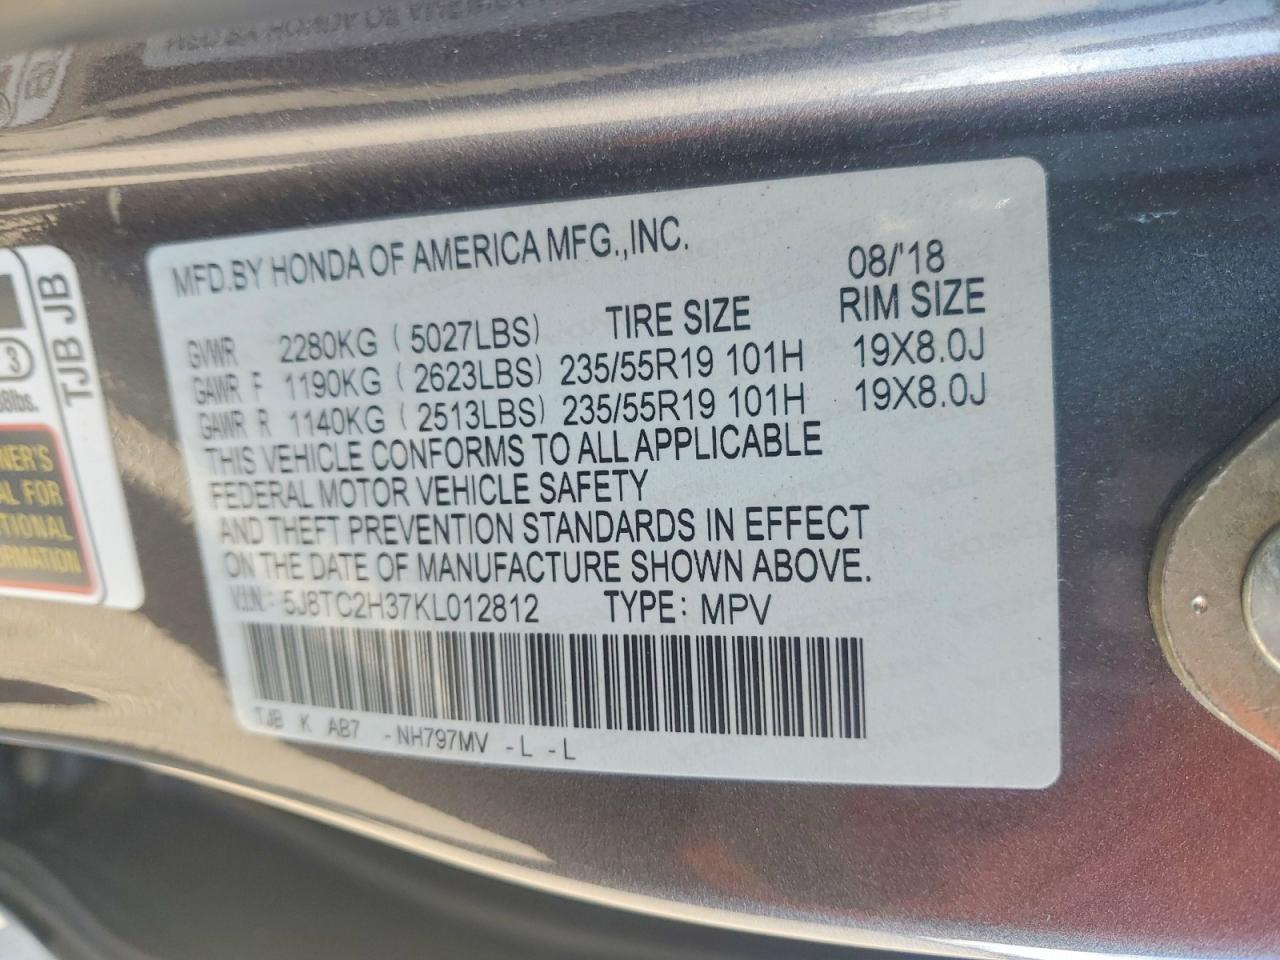 MFD.BY HONDA OF AMERICA MFG.,INC. 08/'18
TIRE SIZE RIM SIZE
GVWR 2280KG ( 5027LBS)
GAWR F 1190KG ( 2623LBS) 235/55R19 101H 19X8.0J
GAWR R 1140KG ( 2513LBS) 235/55R19 101H 19X8.0J
THIS VEHICLE CONFORMS TO ALL APPLICABLE
FEDERAL MOTOR VEHICLE SAFETY
AND THEFT PREVENTION STANDARDS IN EFFECT
ON THE DATE OF MANUFACTURE SHOWN ABOVE.
V.I.N: 5J8TC2H37KL012812 TYPE: MPV
TJB K AB7 -NH797MV -L -L
TJB JB
3
lbs.